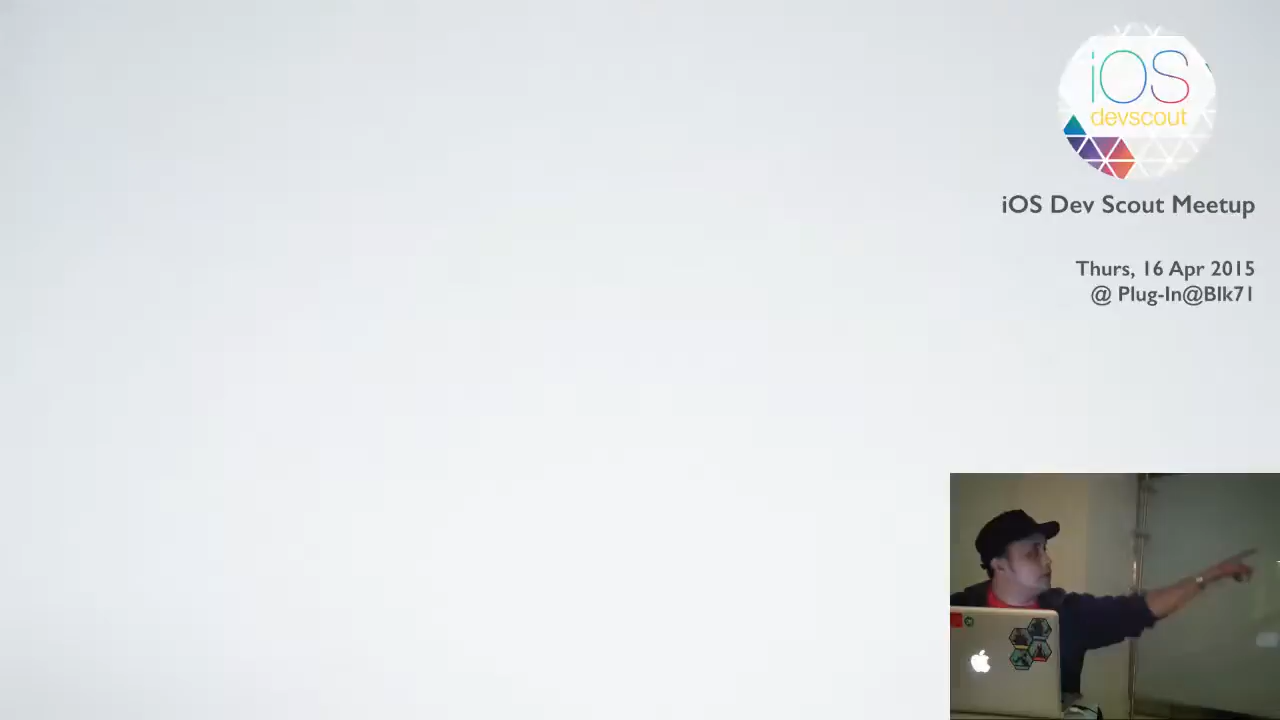 iOS
devscout
iOS Dev Scout Meetup
Thurs, 16 Apr 2015
@ Plug-In@Blk71